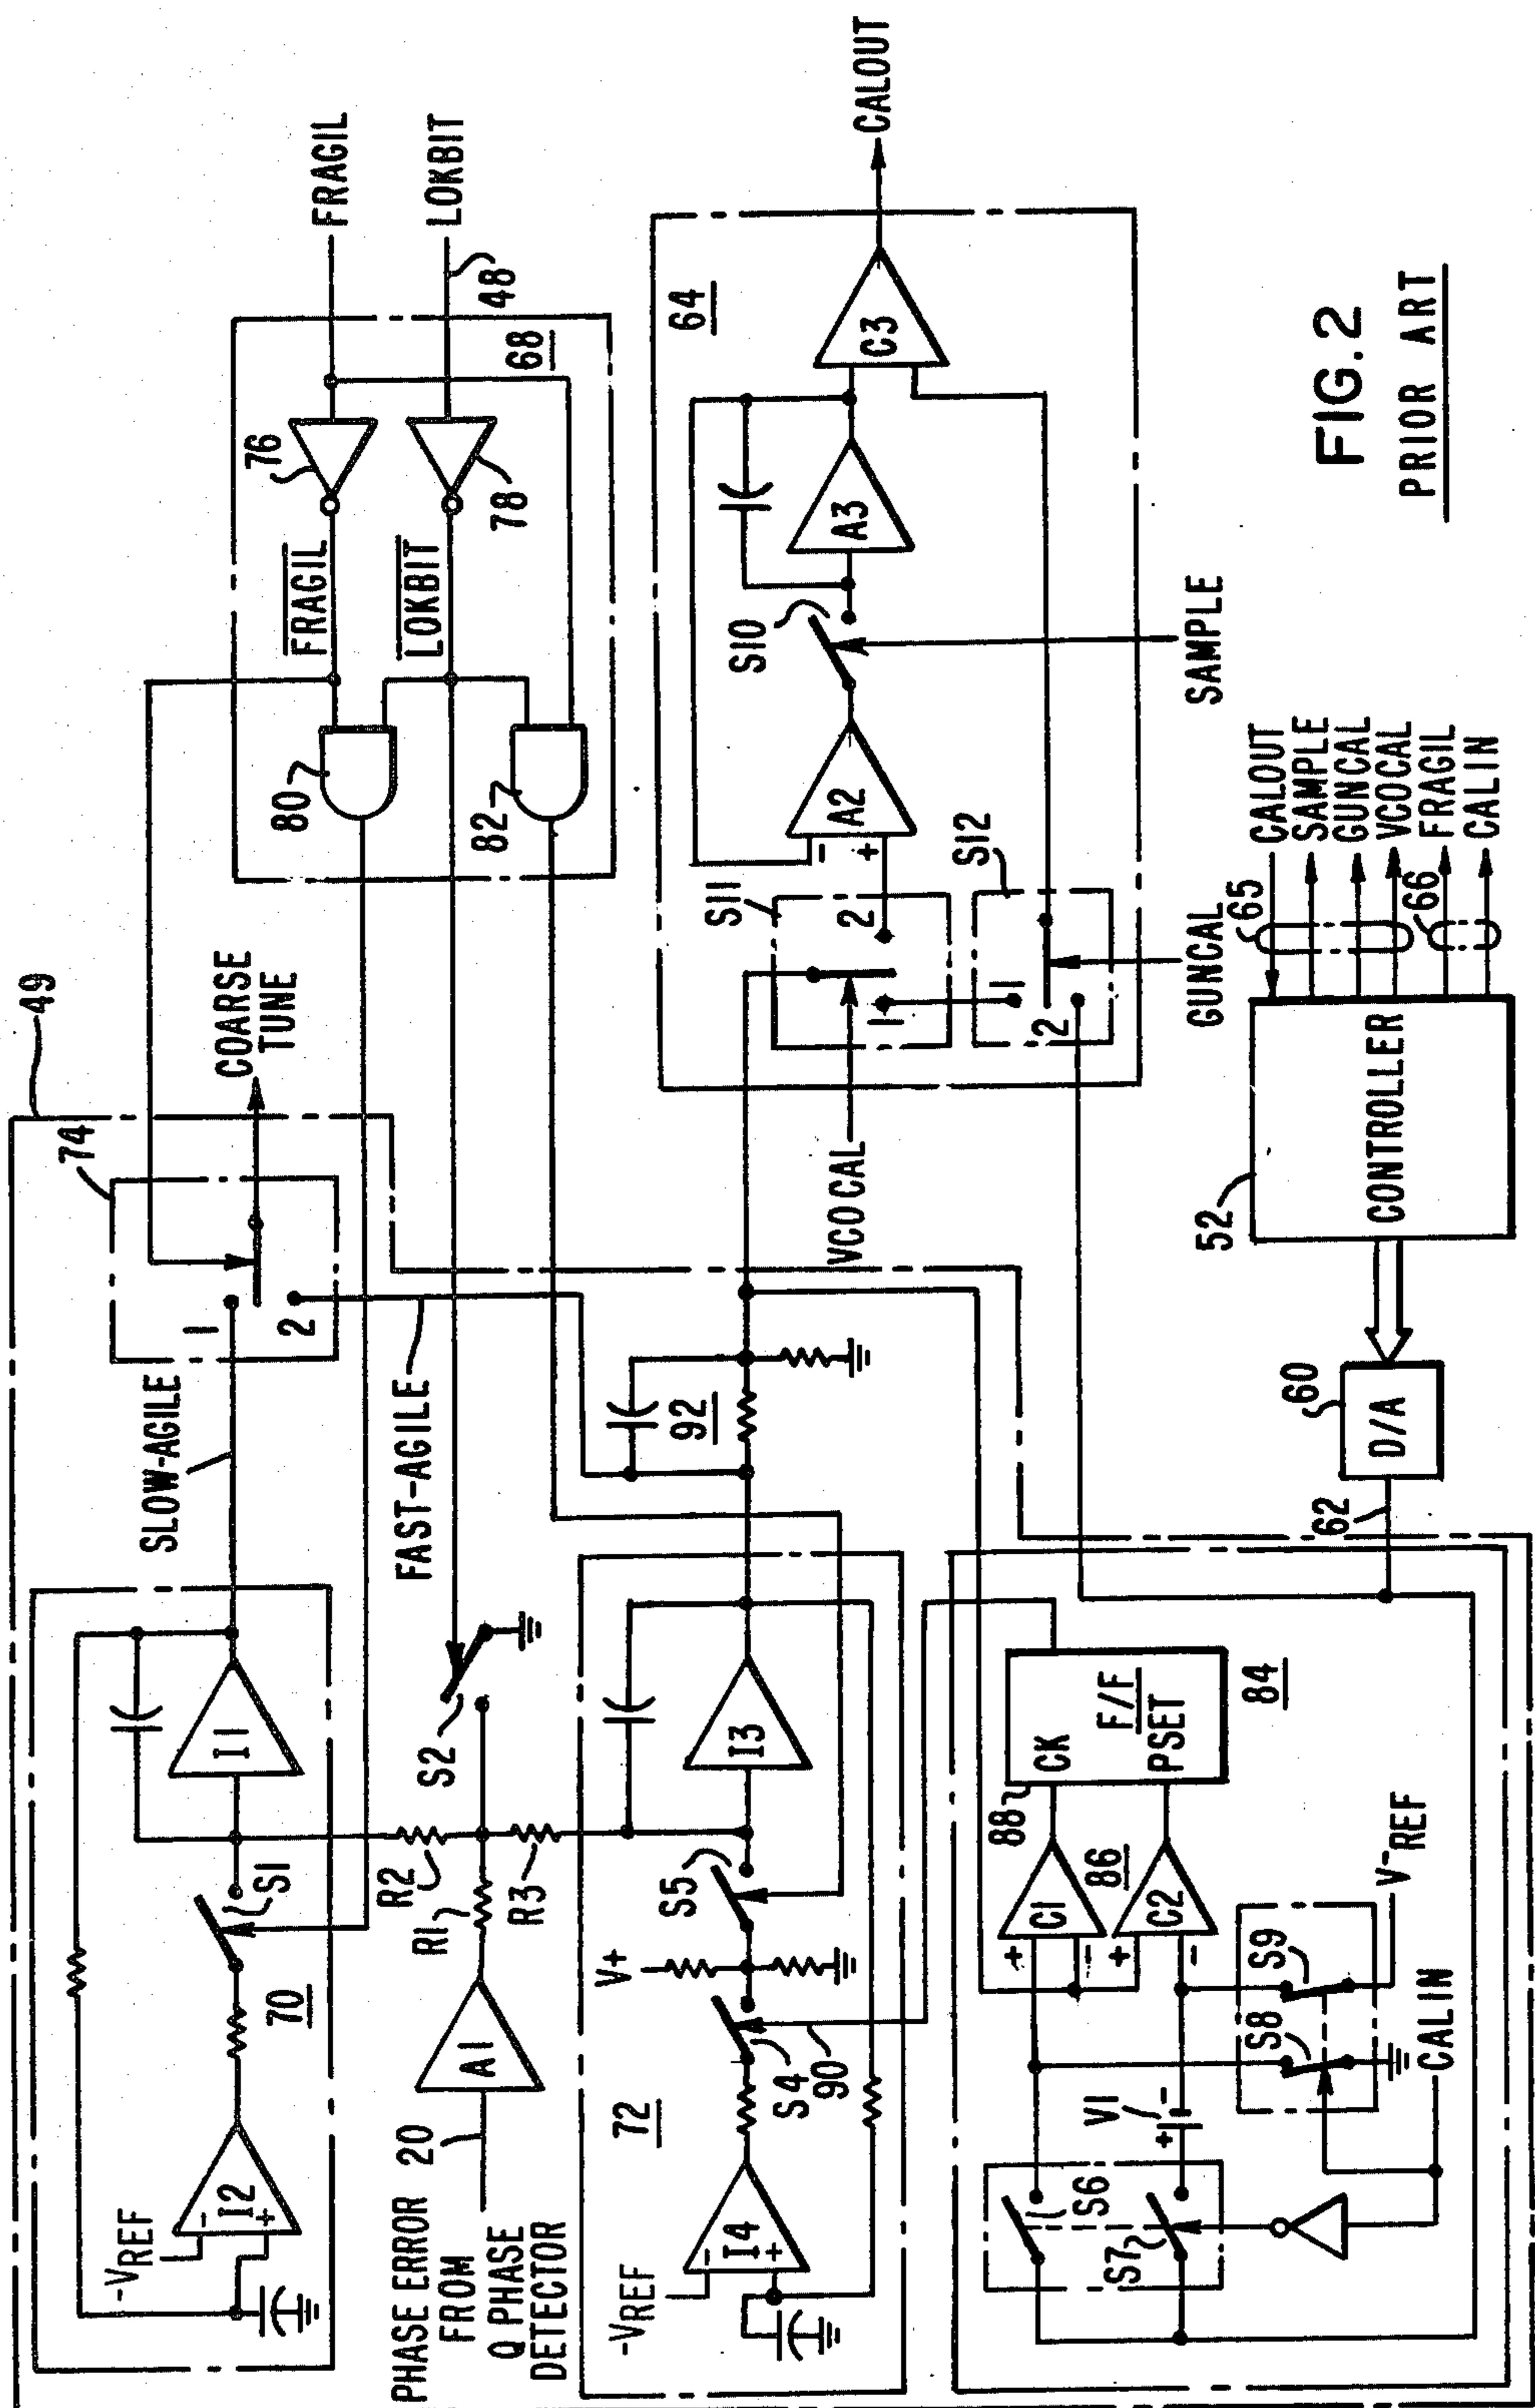 49
74
COARSE
TUNE
SLOW-AGILE
1
2
FRAGIL
LOKBIT
48
68
76
78
FRAGIL
LOKBIT
80
82
-VREF
I2
+
-
70
S1
I1
PHASE ERROR
FROM
Q PHASE
DETECTOR
20
A1
R1
R2
R3
S2
FAST-AGILE
-VREF
I4
-
+
72
S4
90
V+
S5
I3
92
64
S11
1
2
VCO CAL
S12
1
2
GUNCAL
-
+
A2
S10
SAMPLE
A3
C3
CALOUT
S6
S7
V1
+
-
S8
S9
CALIN
V-REF
+
C1
-
86
+
C2
-
88
CK
F/F
PSET
84
62
60
D/A
52
CONTROLLER
65
66
CALOUT
SAMPLE
GUNCAL
VCOCAL
FRAGIL
CALIN
FIG. 2
PRIOR ART